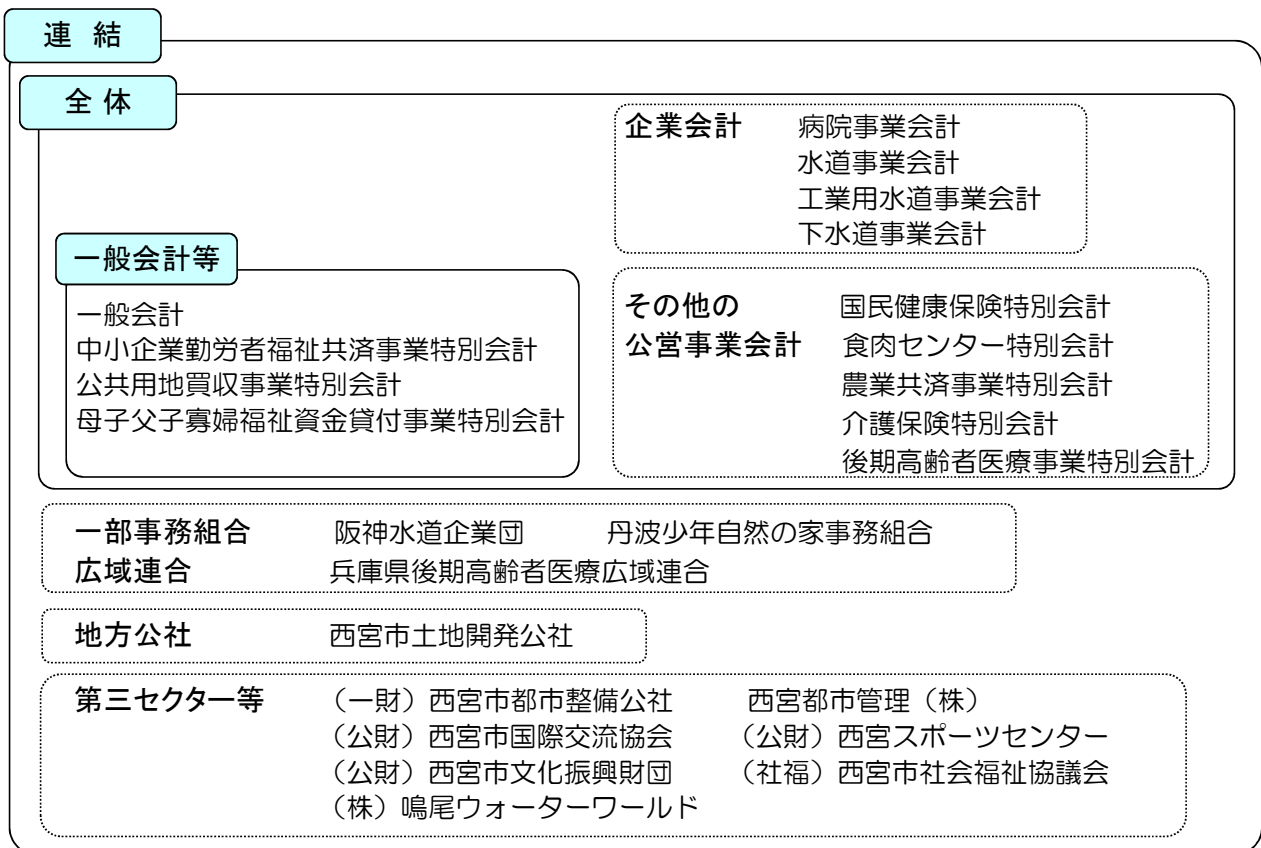 連 結
全 体
企業会計 病院事業会計
水道事業会計
工業用水道事業会計
下水道事業会計
一般会計等
一般会計
中小企業勤労者福祉共済事業特別会計
公共用地買収事業特別会計
母子父子寡婦福祉資金貸付事業特別会計
その他の 国民健康保険特別会計
公営事業会計 食肉センター特別会計
農業共済事業特別会計
介護保険特別会計
後期高齢者医療事業特別会計
一部事務組合 阪神水道企業団 丹波少年自然の家事務組合
広域連合 兵庫県後期高齢者医療広域連合
地方公社 西宮市土地開発公社
第三セクター等 （一財）西宮市都市整備公社 西宮都市管理（株）
（公財）西宮市国際交流協会 （公財）西宮スポーツセンター
（公財）西宮市文化振興財団 （社福）西宮市社会福祉協議会
（株）鳴尾ウォーターワールド